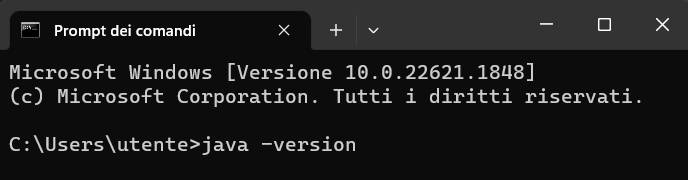 Prompt dei comandi
Microsoft Windows [Versione 10.0.22621.1848]
(c) Microsoft Corporation. Tutti i diritti riservati.
C:\Users\utente>java -version